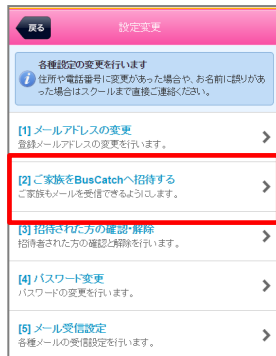 戻る
設定変更
各種設定の変更を行います
住所や電話番号に変更があった場合や、お名前に誤りがあ
った場合はスクールまで直接ご連絡ください。
[1] メールアドレスの変更
登録メールアドレスの変更を行います。
[2] ご家族をBusCatchへ招待する
ご家族もメールを受信できるようにします。
[3] 招待された方の確認・解除
招待者された方の確認と解除を行います。
[4] パスワード変更
パスワードの変更を行います。
[5] メール受信設定
各種メールの受信設定を行います。